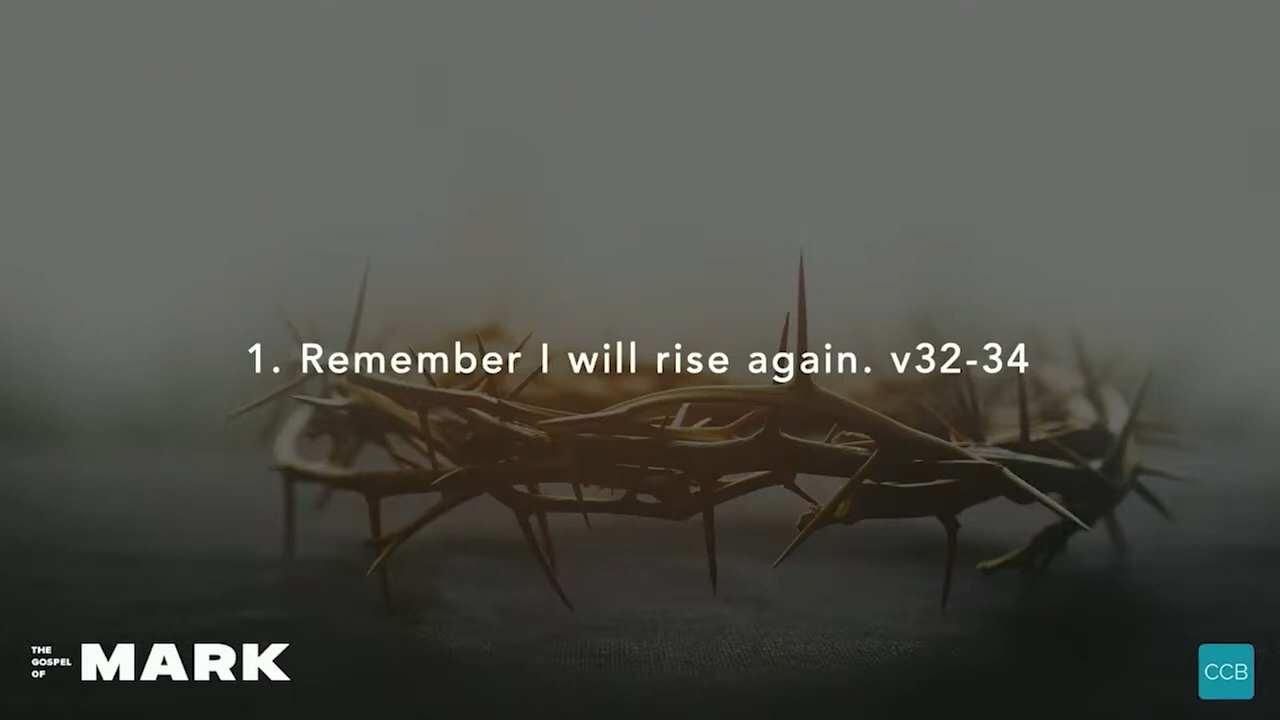 1. Remember I will rise again. v32-34
THE
GOSPEL
OF
MARK
CCB